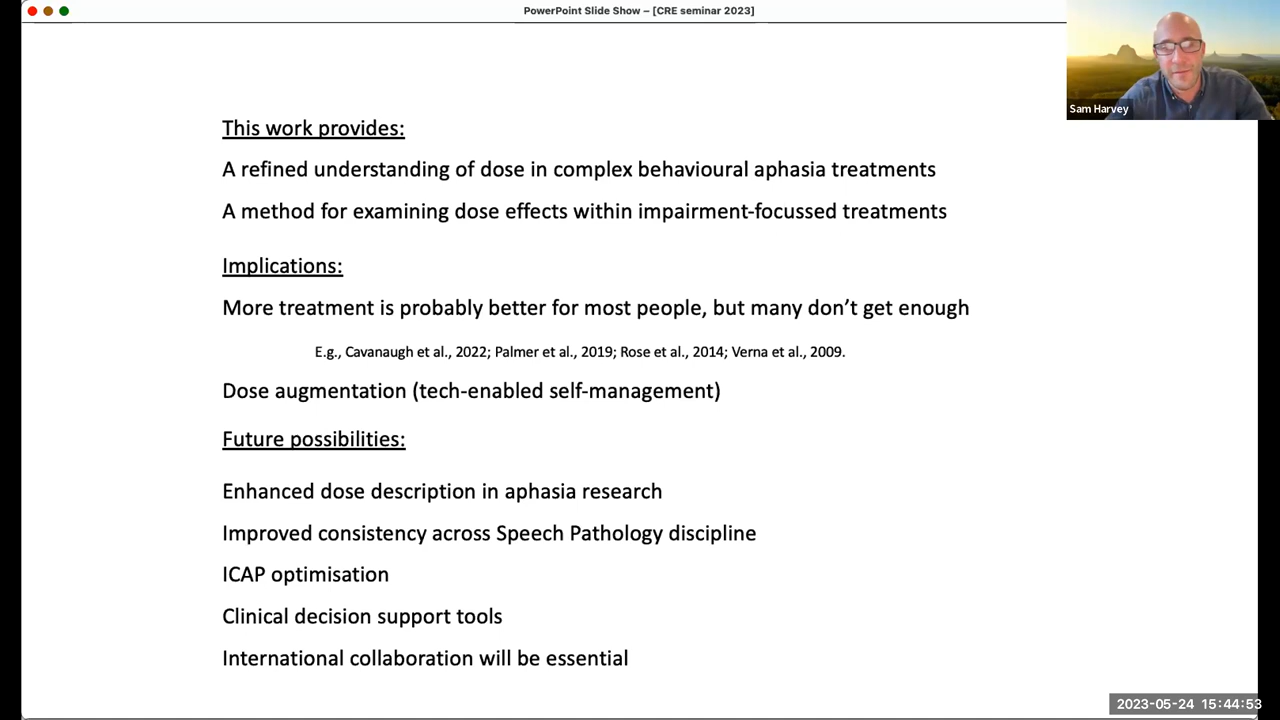 PowerPoint Slide Show – [CRE seminar 2023]
Sam Harvey
This work provides:
A refined understanding of dose in complex behavioural aphasia treatments
A method for examining dose effects within impairment-focussed treatments
Implications:
More treatment is probably better for most people, but many don’t get enough
E.g., Cavanaugh et al., 2022; Palmer et al., 2019; Rose et al., 2014; Verna et al., 2009.
Dose augmentation (tech-enabled self-management)
Future possibilities:
Enhanced dose description in aphasia research
Improved consistency across Speech Pathology discipline
ICAP optimisation
Clinical decision support tools
International collaboration will be essential
2023-05-24 15:44:53